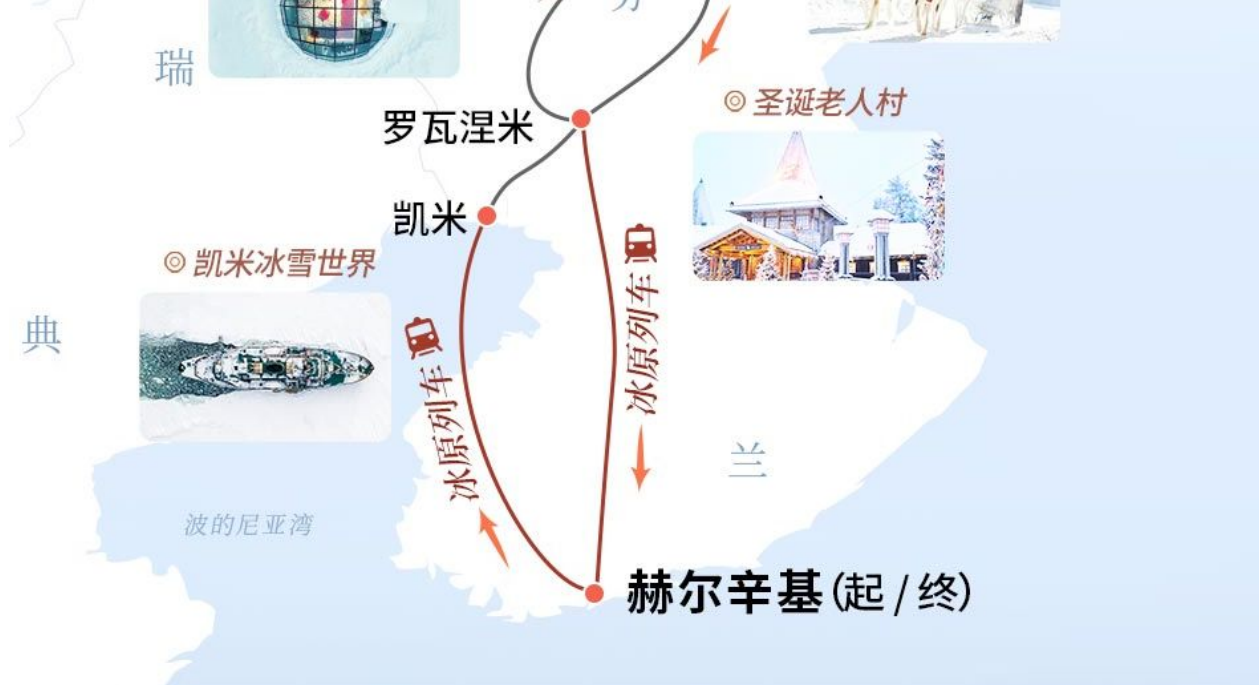 芬
瑞
圣诞老人村
罗瓦涅米
凯米
凯米冰雪世界
典
冰原列车
冰原列车
兰
波的尼亚湾
赫尔辛基(起/终)